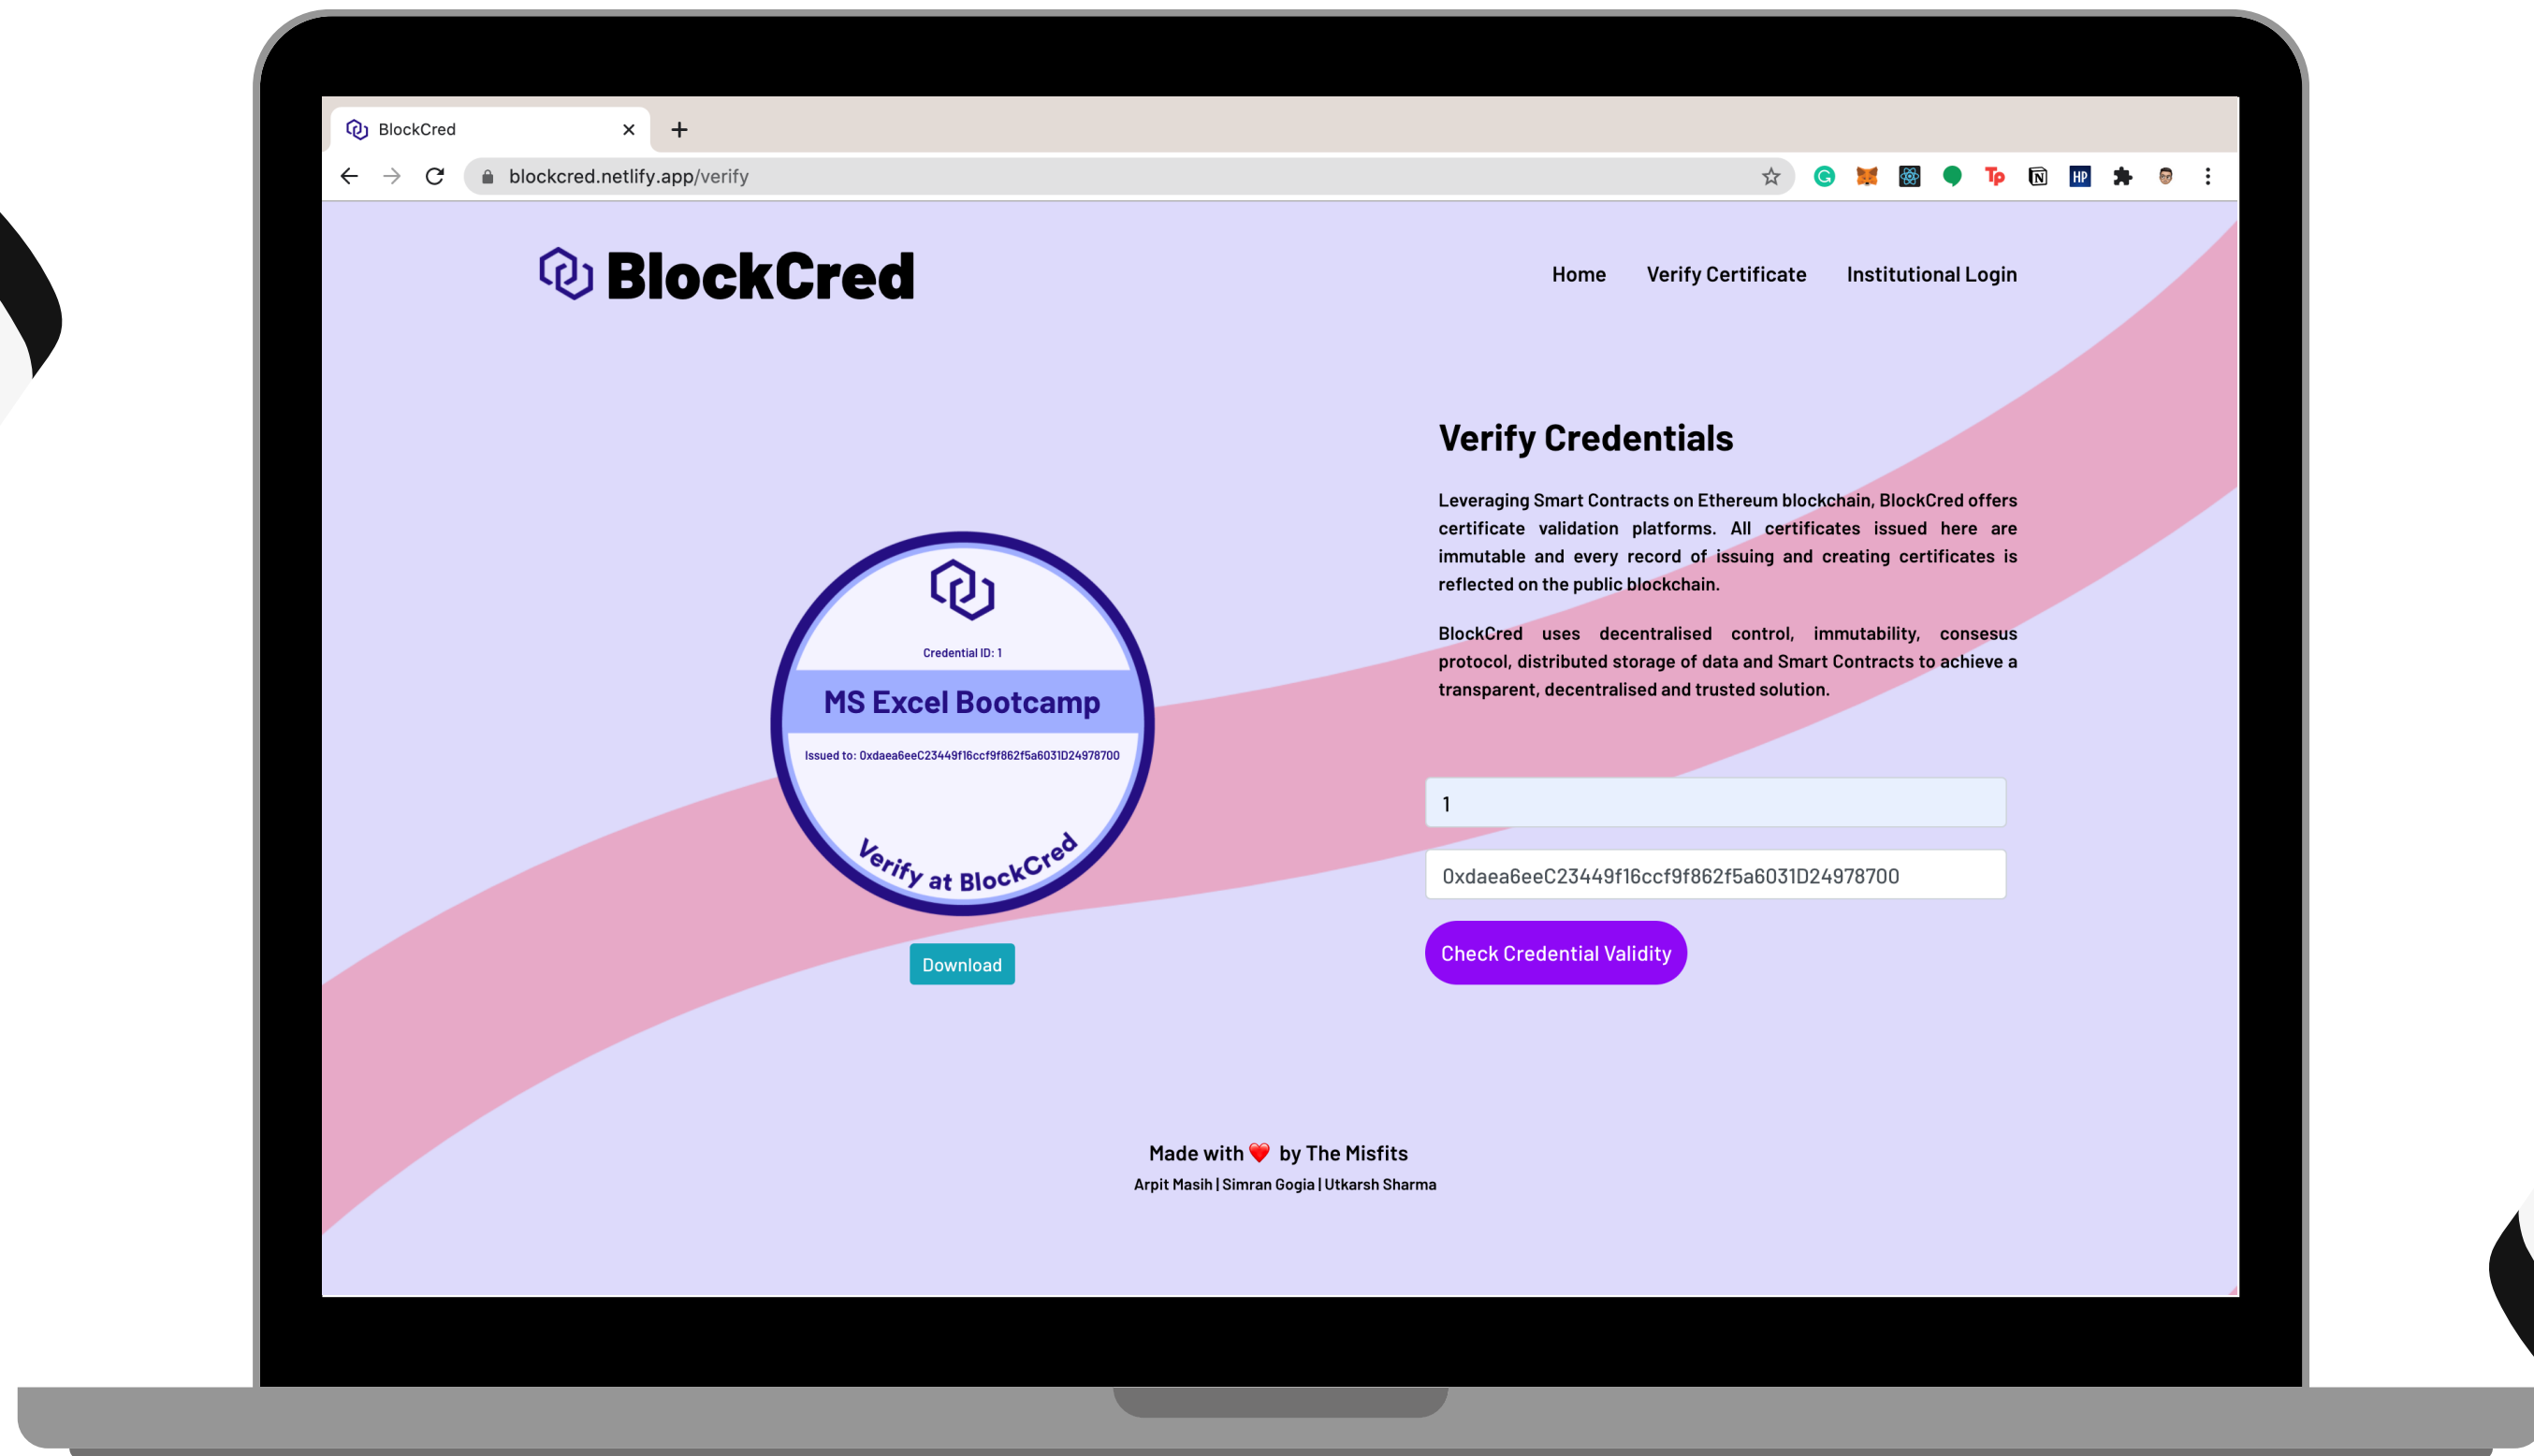 BlockCred
blockcred.netlify.app/verify
Tp
N
HP
BlockCred
Home
Verify Certificate
Institutional Login
Verify Credentials
Leveraging Smart Contracts on Ethereum blockchain, BlockCred offers
certificate validation platforms. All certificates issued here are
immutable and every record of issuing and creating certificates is
reflected on the public blockchain.
BlockCred uses decentralised control, immutability, consesus
protocol, distributed storage of data and Smart Contracts to achieve a
transparent, decentralised and trusted solution.
Credential ID: 1
MS Excel Bootcamp
Issued to: 0xdaea6eeC23449f16ccf9f862f5a6031D24978700
Verify at BlockCred
Download
1
0xdaea6eeC23449f16ccf9f862f5a6031D24978700
Check Credential Validity
Made with ❤️ by The Misfits
Arpit Masih | Simran Gogia | Utkarsh Sharma